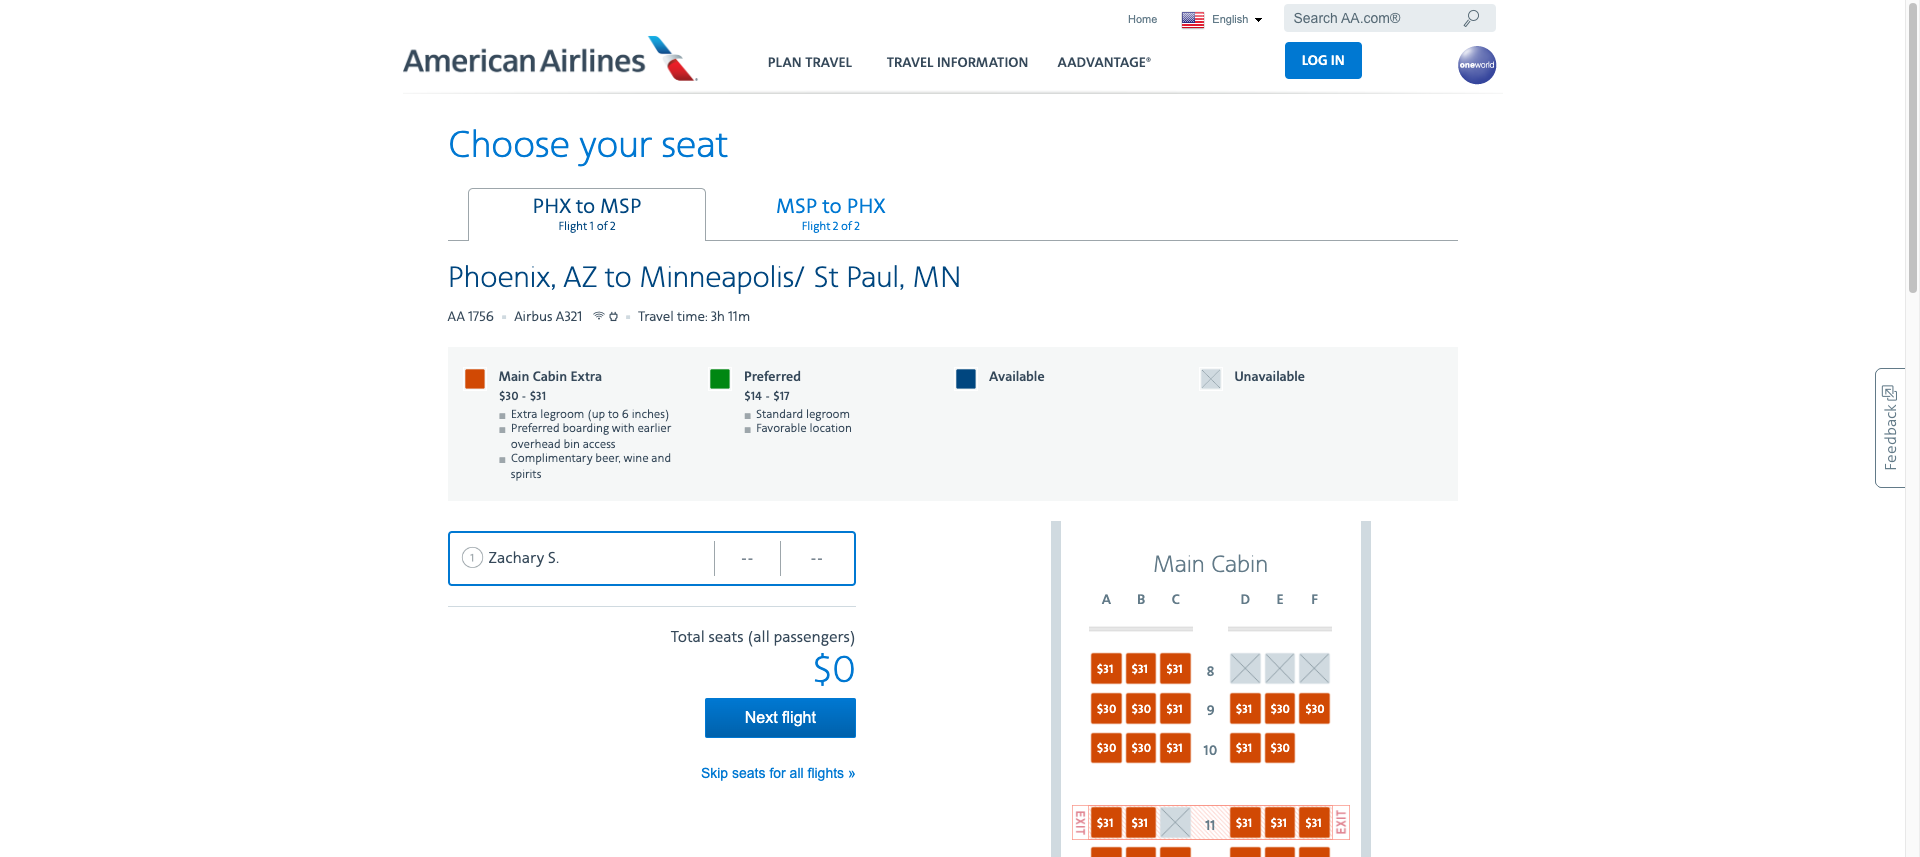 Home
English
Search AA.com®
American Airlines
PLAN TRAVEL
TRAVEL INFORMATION
AADVANTAGE®
LOG IN
oneworld
Choose your seat
PHX to MSP
Flight 1 of 2
MSP to PHX
Flight 2 of 2
Phoenix, AZ to Minneapolis/ St Paul, MN
AA 1756 Airbus A321 Travel time: 3h 11m
Main Cabin Extra
$30 - $31
Extra legroom (up to 6 inches)
Preferred boarding with earlier
overhead bin access
Complimentary beer, wine and
spirits
Preferred
$14 - $17
Standard legroom
Favorable location
Available
Unavailable
Feedback
1 Zachary S. -- --
Total seats (all passengers)
$0
Next flight
Skip seats for all flights »
Main Cabin
A B C D E F
$31 $31 $31 8
$30 $30 $31 9 $31 $30 $30
$30 $30 $31 10 $31 $30
EXIT $31 $31 11 $31 $31 $31 EXIT